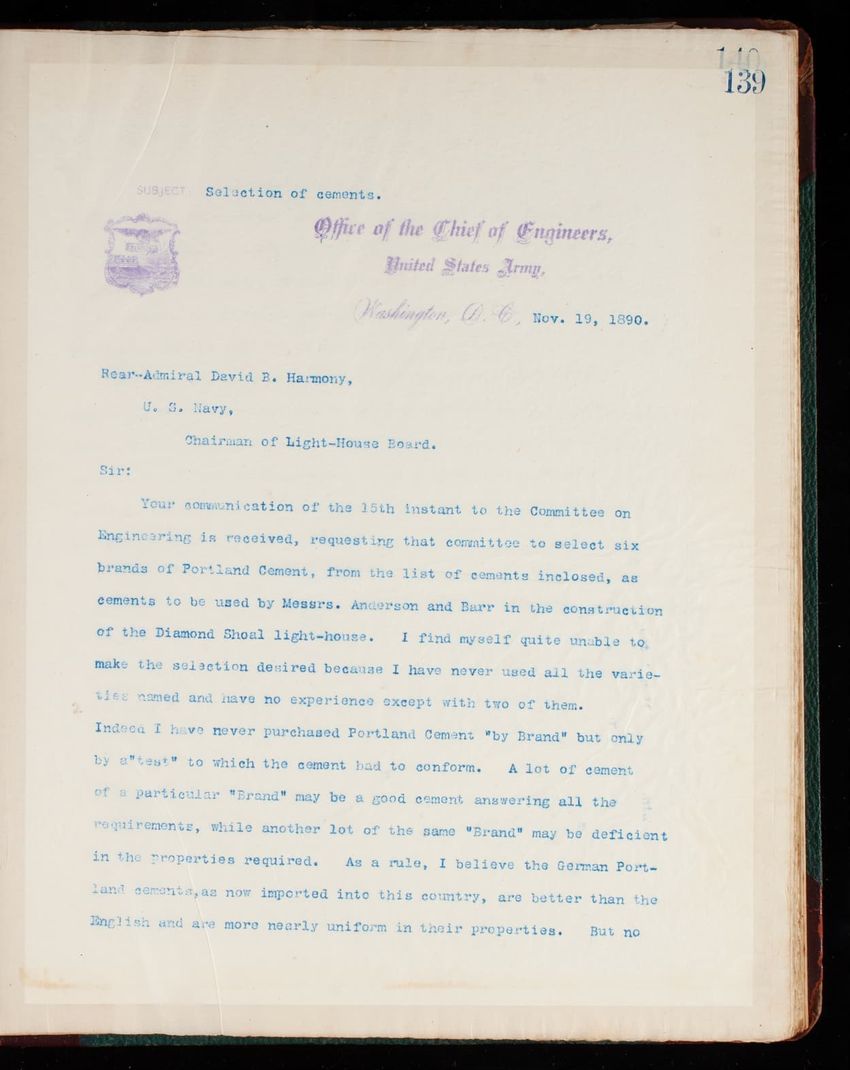 140
139
SUBJECT: Selection of cements.
Office of the Chief of Engineers,
United States Army,
Washington, D. C., Nov. 19, 1890.
Rear-Admiral David B. Harmony,
U. S. Navy,
Chairman of Light-House Board.
Sir:
Your communication of the 15th instant to the Committee on
Engineering is received, requesting that committee to select six
brands of Portland Cement, from the list of cements inclosed, as
cements to be used by Messrs. Anderson and Barr in the construction
of the Diamond Shoal light-house. I find myself quite unable to
make the selection desired because I have never used all the varie-
ties named and have no experience except with two of them.
2.
Indeed I have never purchased Portland Cement "by Brand" but only
by a"test" to which the cement had to conform. A lot of cement
of a particular "Brand" may be a good cement answering all the
requirements, while another lot of the same "Brand" may be deficient
in the properties required. As a rule, I believe the German Port-
land cements,as now imported into this country, are better than the
English and are more nearly uniform in their properties. But no